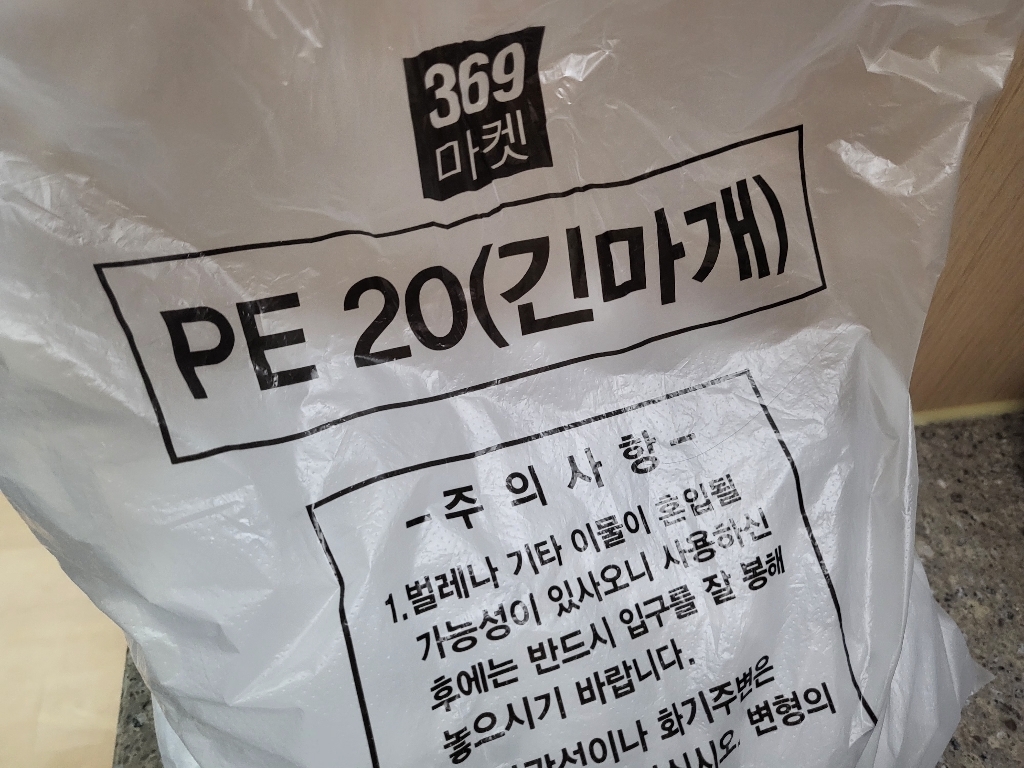 369
마켓
PE 20(긴마개)
-주의사항-
1.벌레나 기타 이물이 혼입될
가능성이 있사오니 사용하신
후에는 반드시 입구를 잘 봉해
놓으시기 바랍니다.
화기주변은
변형의